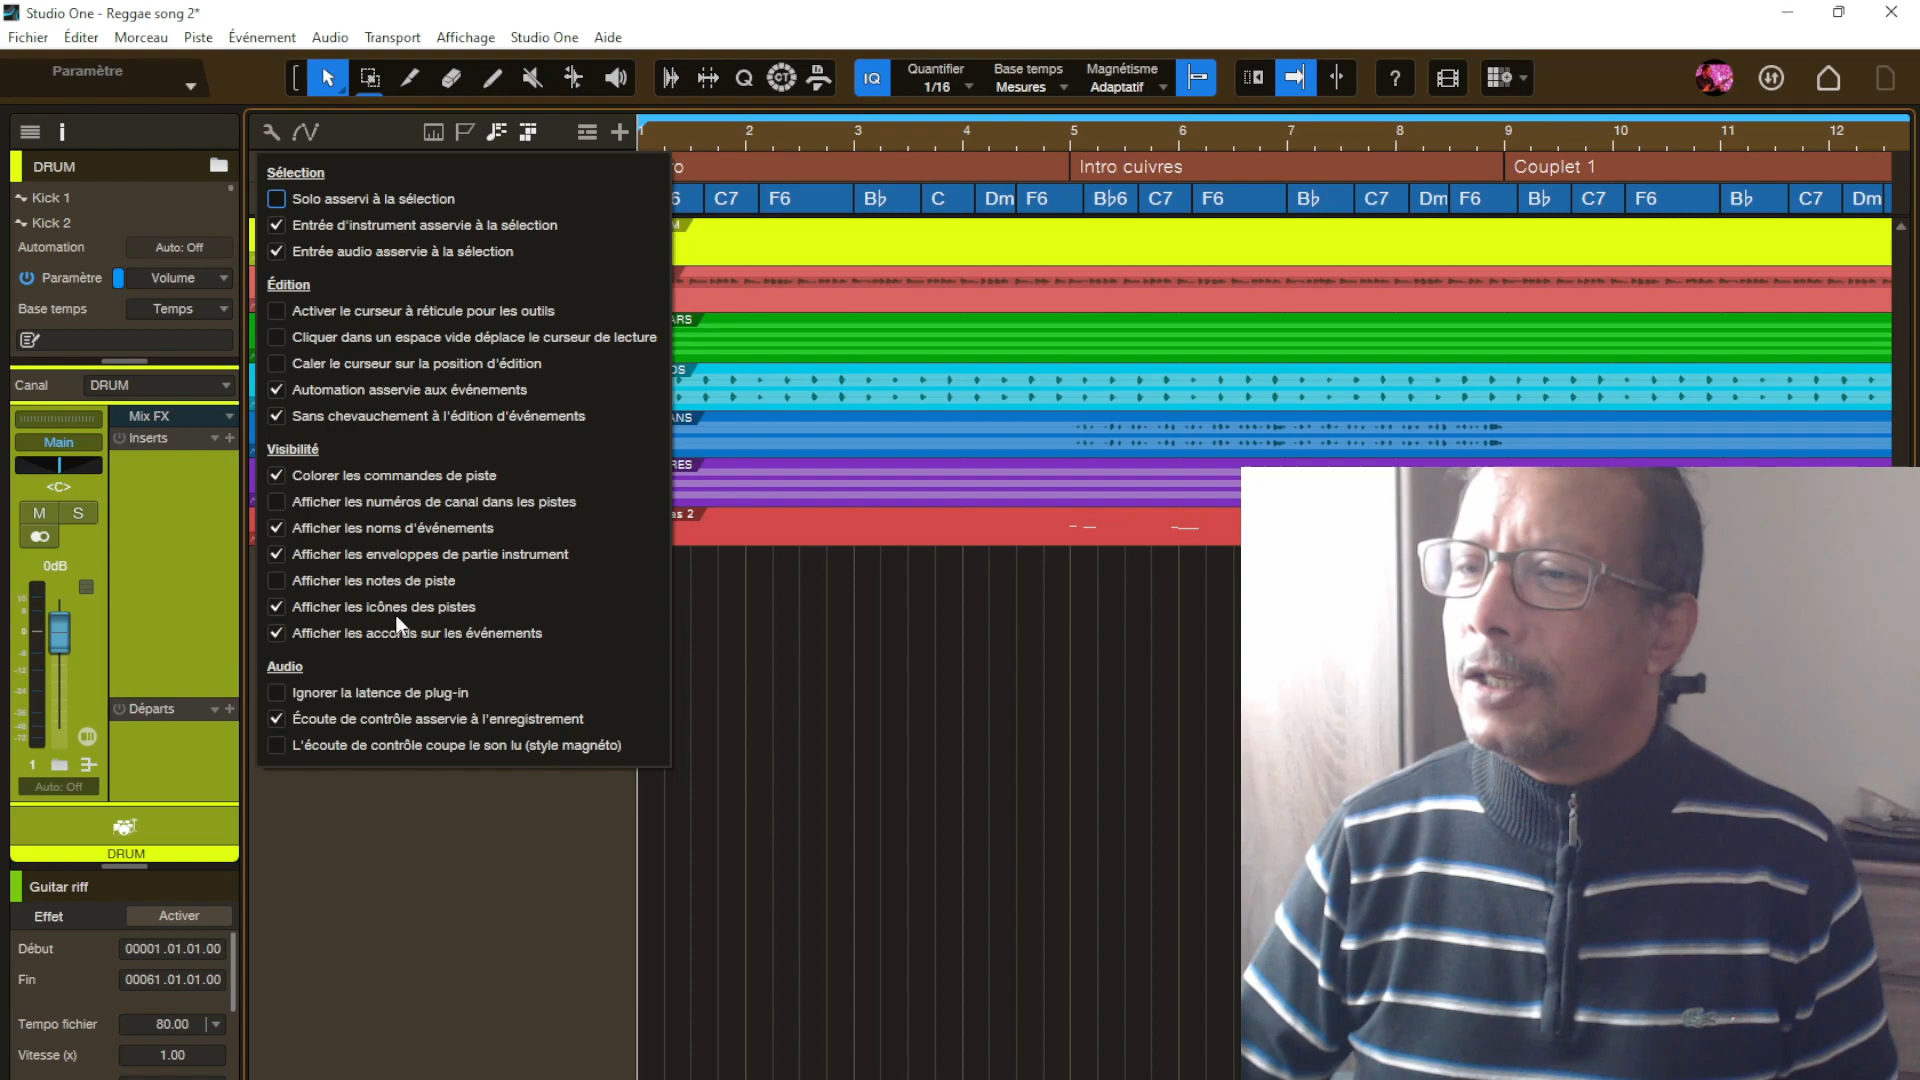 Studio One - Reggae song 2*
Fichier Éditer Morceau Piste Événement Audio Transport Affichage Studio One Aide
Paramètre
IQ
Quantifier
1/16
Base temps
Mesures
Magnétisme
Adaptatif
?
DRUM
Kick 1
Kick 2
Automation Auto: Off
Paramètre Volume
Base temps Temps
Canal DRUM
Mix FX
Main
Inserts
<C>
M S
0dB
Départs
1
Auto: Off
DRUM
Guitar riff
Effet Activer
Début 00001.01.01.00
Fin 00061.01.01.00
Tempo fichier 80.00
Vitesse (x) 1.00
Sélection
Solo asservi à la sélection
Entrée d'instrument asservie à la sélection
Entrée audio asservie à la sélection
Édition
Activer le curseur à réticule pour les outils
Cliquer dans un espace vide déplace le curseur de lecture
Caler le curseur sur la position d'édition
Automation asservie aux événements
Sans chevauchement à l'édition d'événements
Visibilité
Colorer les commandes de piste
Afficher les numéros de canal dans les pistes
Afficher les noms d'événements
Afficher les enveloppes de partie instrument
Afficher les notes de piste
Afficher les icônes des pistes
Afficher les accords sur les événements
Audio
Ignorer la latence de plug-in
Écoute de contrôle asservie à l'enregistrement
L'écoute de contrôle coupe le son lu (style magnéto)
1 2 3 4 5 6 7 8 9 10 11 12
o Intro cuivres Couplet 1
6 C7 F6 B♭ C Dm F6 B♭6 C7 F6 B♭ C7 Dm F6 B♭ C7 F6 B♭ C7 Dm
M
ARS
OS
ANS
RES
es 2